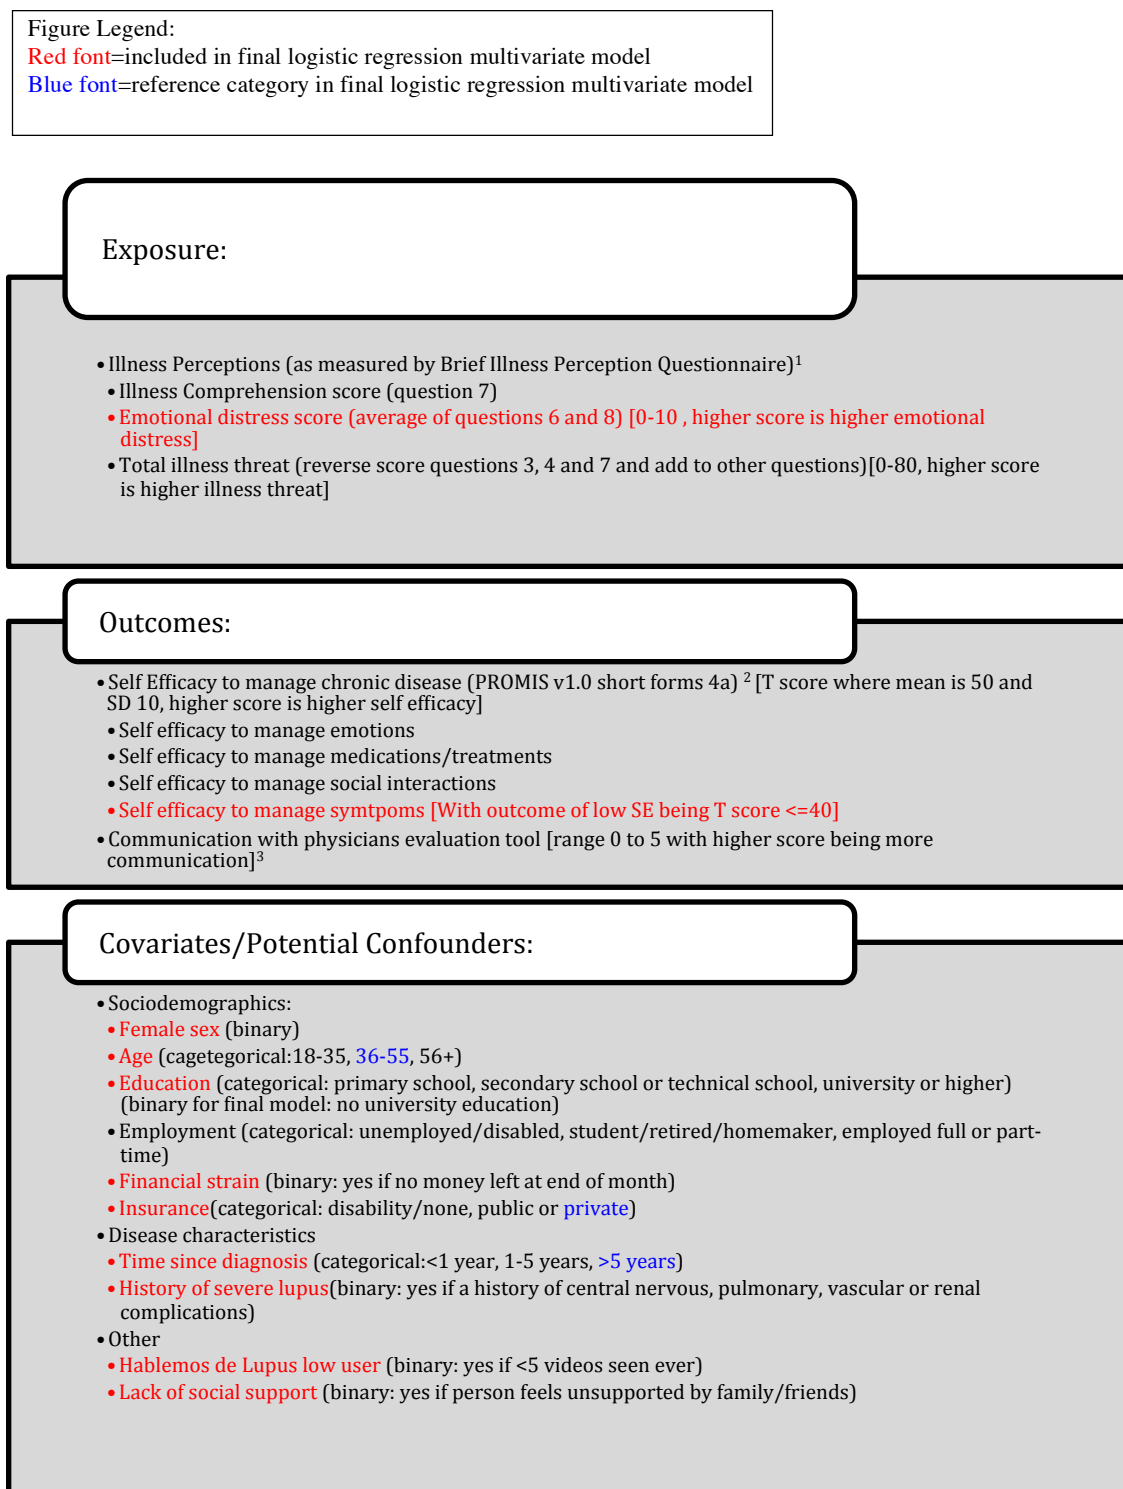 Figure Legend:
Red font=included in final logistic regression multivariate model
Blue font=reference category in final logistic regression multivariate model
Exposure:
•Illness Perceptions (as measured by Brief Illness Perception Questionnaire)¹
•Illness Comprehension score (question 7)
•Emotional distress score (average of questions 6 and 8) [0-10 , higher score is higher emotional
distress]
•Total illness threat (reverse score questions 3, 4 and 7 and add to other questions)[0-80, higher score
is higher illness threat]
Outcomes:
•Self Efficacy to manage chronic disease (PROMIS v1.0 short forms 4a) ² [T score where mean is 50 and
SD 10, higher score is higher self efficacy]
•Self efficacy to manage emotions
•Self efficacy to manage medications/treatments
•Self efficacy to manage social interactions
•Self efficacy to manage symtpoms [With outcome of low SE being T score <=40]
•Communication with physicians evaluation tool [range 0 to 5 with higher score being more
communication]³
Covariates/Potential Confounders:
•Sociodemographics:
•Female sex (binary)
•Age (cagetegorical:18-35, 36-55, 56+)
•Education (categorical: primary school, secondary school or technical school, university or higher)
(binary for final model: no university education)
•Employment (categorical: unemployed/disabled, student/retired/homemaker, employed full or part-
time)
•Financial strain (binary: yes if no money left at end of month)
•Insurance(categorical: disability/none, public or private)
•Disease characteristics
•Time since diagnosis (categorical:<1 year, 1-5 years, >5 years)
•History of severe lupus(binary: yes if a history of central nervous, pulmonary, vascular or renal
complications)
•Other
•Hablemos de Lupus low user (binary: yes if <5 videos seen ever)
•Lack of social support (binary: yes if person feels unsupported by family/friends)